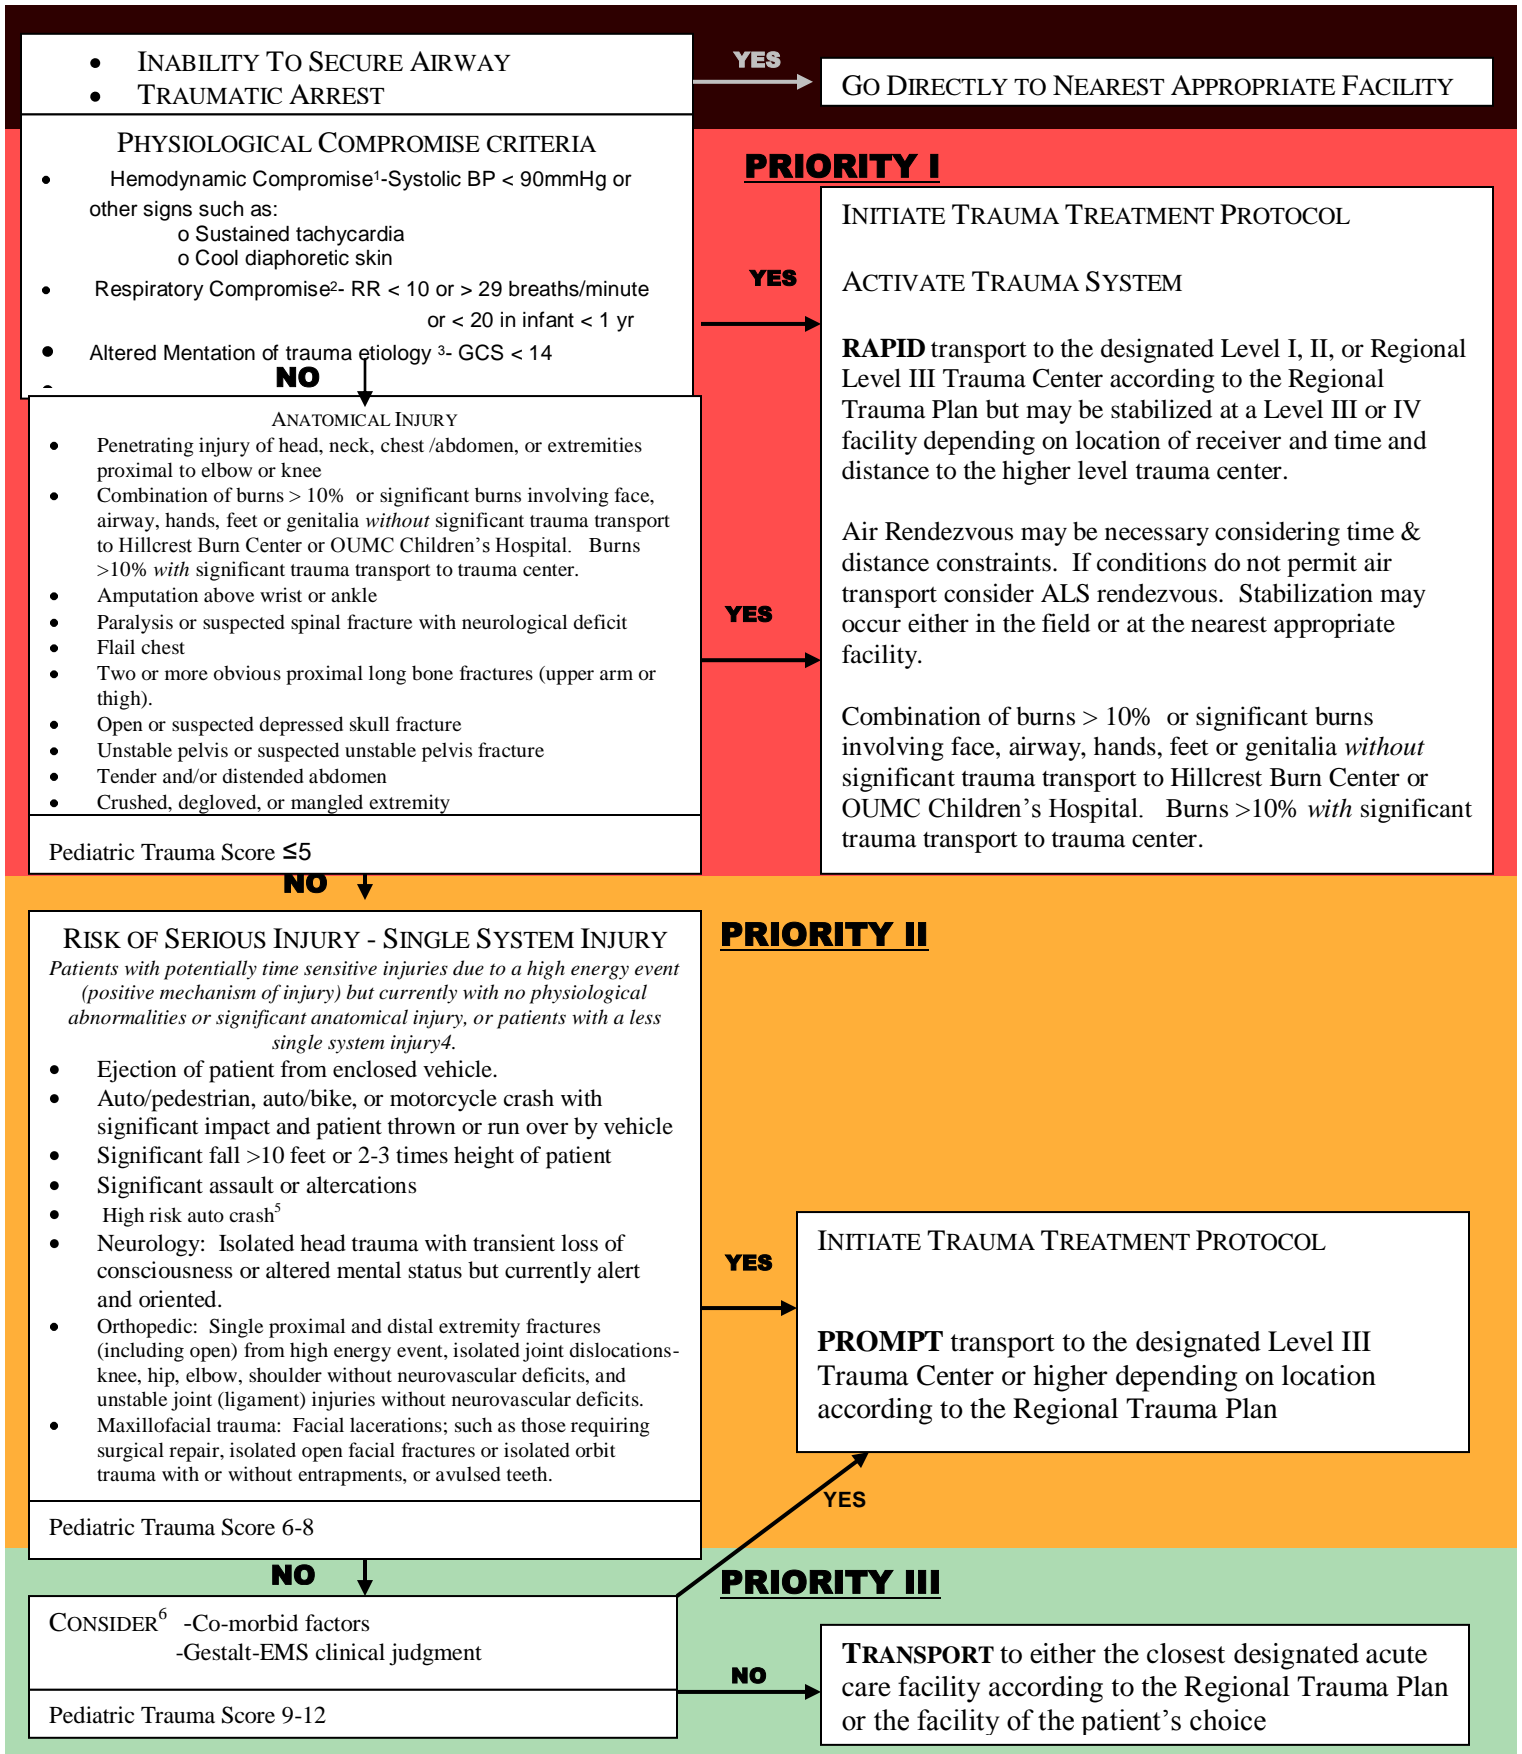 • INABILITY TO SECURE AIRWAY
• TRAUMATIC ARREST
YES
GO DIRECTLY TO NEAREST APPROPRIATE FACILITY
PHYSIOLOGICAL COMPROMISE CRITERIA
• Hemodynamic Compromise¹-Systolic BP < 90mmHg or
other signs such as:
o Sustained tachycardia
o Cool diaphoretic skin
• Respiratory Compromise²- RR < 10 or > 29 breaths/minute
or < 20 in infant < 1 yr
• Altered Mentation of trauma etiology ³- GCS < 14
NO
YES
PRIORITY I
INITIATE TRAUMA TREATMENT PROTOCOL
ACTIVATE TRAUMA SYSTEM
RAPID transport to the designated Level I, II, or Regional
Level III Trauma Center according to the Regional
Trauma Plan but may be stabilized at a Level III or IV
facility depending on location of receiver and time and
distance to the higher level trauma center.
Air Rendezvous may be necessary considering time &
distance constraints. If conditions do not permit air
transport consider ALS rendezvous. Stabilization may
occur either in the field or at the nearest appropriate
facility.
Combination of burns > 10% or significant burns
involving face, airway, hands, feet or genitalia without
significant trauma transport to Hillcrest Burn Center or
OUMC Children's Hospital. Burns >10% with significant
trauma transport to trauma center.
ANATOMICAL INJURY
• Penetrating injury of head, neck, chest /abdomen, or extremities
proximal to elbow or knee
• Combination of burns > 10% or significant burns involving face,
airway, hands, feet or genitalia without significant trauma transport
to Hillcrest Burn Center or OUMC Children's Hospital. Burns
>10% with significant trauma transport to trauma center.
• Amputation above wrist or ankle
• Paralysis or suspected spinal fracture with neurological deficit
• Flail chest
• Two or more obvious proximal long bone fractures (upper arm or
thigh).
• Open or suspected depressed skull fracture
• Unstable pelvis or suspected unstable pelvis fracture
• Tender and/or distended abdomen
• Crushed, degloved, or mangled extremity
YES
Pediatric Trauma Score ≤5
NO
PRIORITY II
RISK OF SERIOUS INJURY - SINGLE SYSTEM INJURY
Patients with potentially time sensitive injuries due to a high energy event
(positive mechanism of injury) but currently with no physiological
abnormalities or significant anatomical injury, or patients with a less
single system injury4.
• Ejection of patient from enclosed vehicle.
• Auto/pedestrian, auto/bike, or motorcycle crash with
significant impact and patient thrown or run over by vehicle
• Significant fall >10 feet or 2-3 times height of patient
• Significant assault or altercations
• High risk auto crash⁵
• Neurology: Isolated head trauma with transient loss of
consciousness or altered mental status but currently alert
and oriented.
• Orthopedic: Single proximal and distal extremity fractures
(including open) from high energy event, isolated joint dislocations-
knee, hip, elbow, shoulder without neurovascular deficits, and
unstable joint (ligament) injuries without neurovascular deficits.
• Maxillofacial trauma: Facial lacerations; such as those requiring
surgical repair, isolated open facial fractures or isolated orbit
trauma with or without entrapments, or avulsed teeth.
YES
INITIATE TRAUMA TREATMENT PROTOCOL
PROMPT transport to the designated Level III
Trauma Center or higher depending on location
according to the Regional Trauma Plan
YES
Pediatric Trauma Score 6-8
NO
PRIORITY III
CONSIDER⁶ -Co-morbid factors
-Gestalt-EMS clinical judgment
Pediatric Trauma Score 9-12
NO
TRANSPORT to either the closest designated acute
care facility according to the Regional Trauma Plan
or the facility of the patient's choice